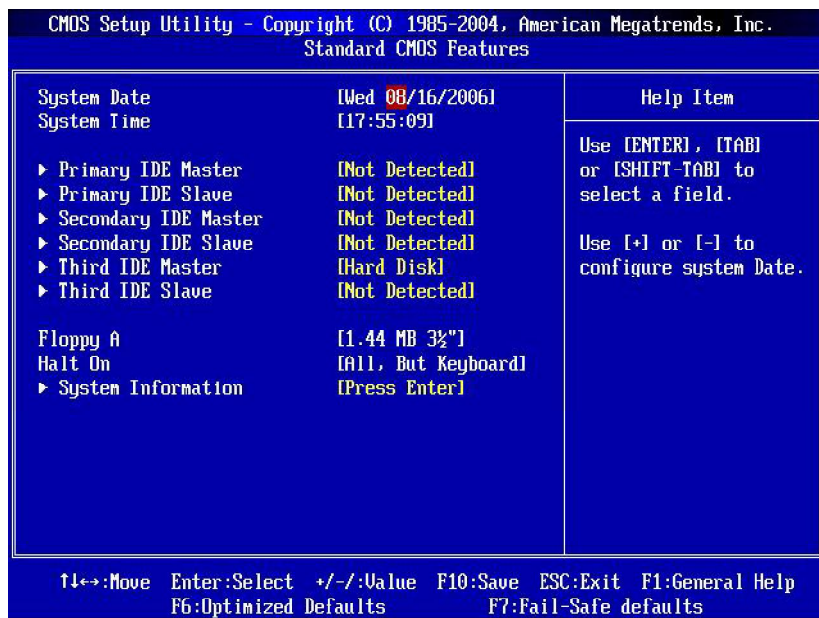 CMOS Setup Utility - Copyright (C) 1985-2004, American Megatrends, Inc.
Standard CMOS Features
System Date [Wed 08/16/2006]
System Time [17:55:09]
▶ Primary IDE Master [Not Detected]
▶ Primary IDE Slave [Not Detected]
▶ Secondary IDE Master [Not Detected]
▶ Secondary IDE Slave [Not Detected]
▶ Third IDE Master [Hard Disk]
▶ Third IDE Slave [Not Detected]
Floppy A [1.44 MB 3½"]
Halt On [All, But Keyboard]
▶ System Information [Press Enter]
Help Item
Use [ENTER], [TAB]
or [SHIFT-TAB] to
select a field.
Use [+] or [-] to
configure system Date.
↑↓←→:Move Enter:Select +/-/:Value F10:Save ESC:Exit F1:General Help
F6:Optimized Defaults F7:Fail-Safe defaults